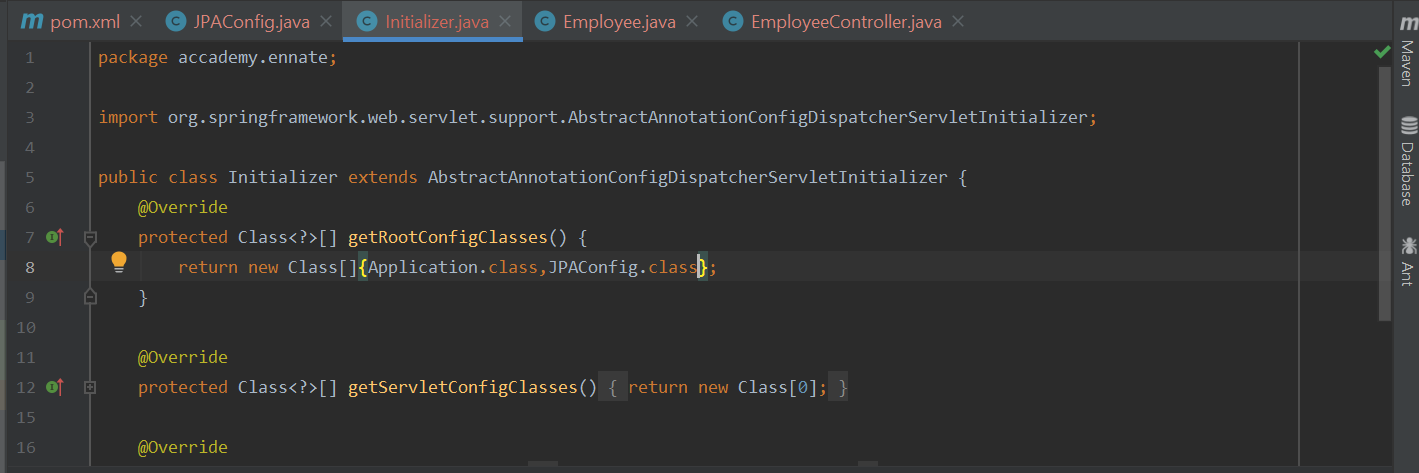 m pom.xml × C JPAConfig.java × C Initializer.java × C Employee.java × C EmployeeController.java ×
1 package accademy.ennate;
2
3 import org.springframework.web.servlet.support.AbstractAnnotationConfigDispatcherServletInitializer;
4
5 public class Initializer extends AbstractAnnotationConfigDispatcherServletInitializer {
6 @Override
7 protected Class<?>[] getRootConfigClasses() {
8 return new Class[]{Application.class,JPAConfig.class};
9 }
10
11 @Override
12 protected Class<?>[] getServletConfigClasses() { return new Class[0]; }
15
16 @Override
m Maven
Database
Ant